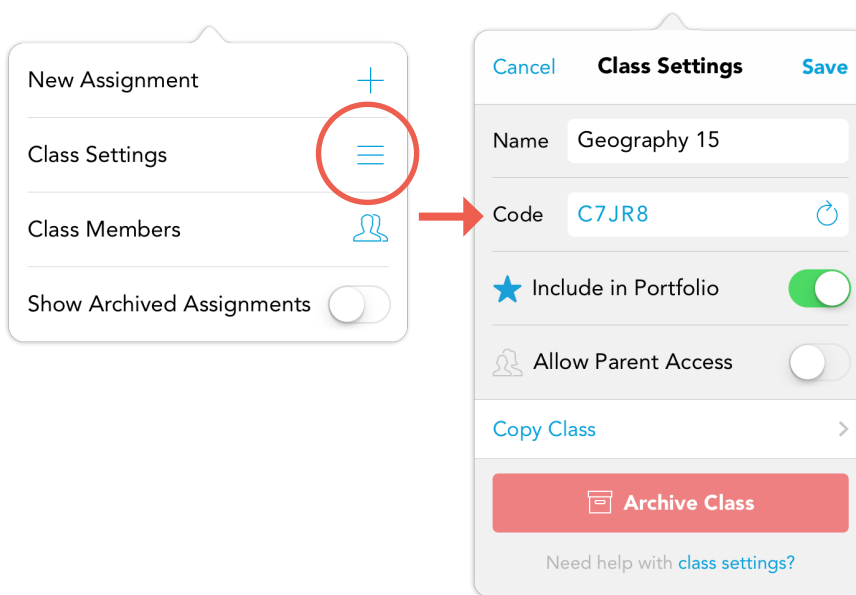 New Assignment
Class Settings
Class Members
Show Archived Assignments
Cancel Class Settings Save
Name Geography 15
Code C7JR8
Include in Portfolio
Allow Parent Access
Copy Class
Archive Class
Need help with class settings?